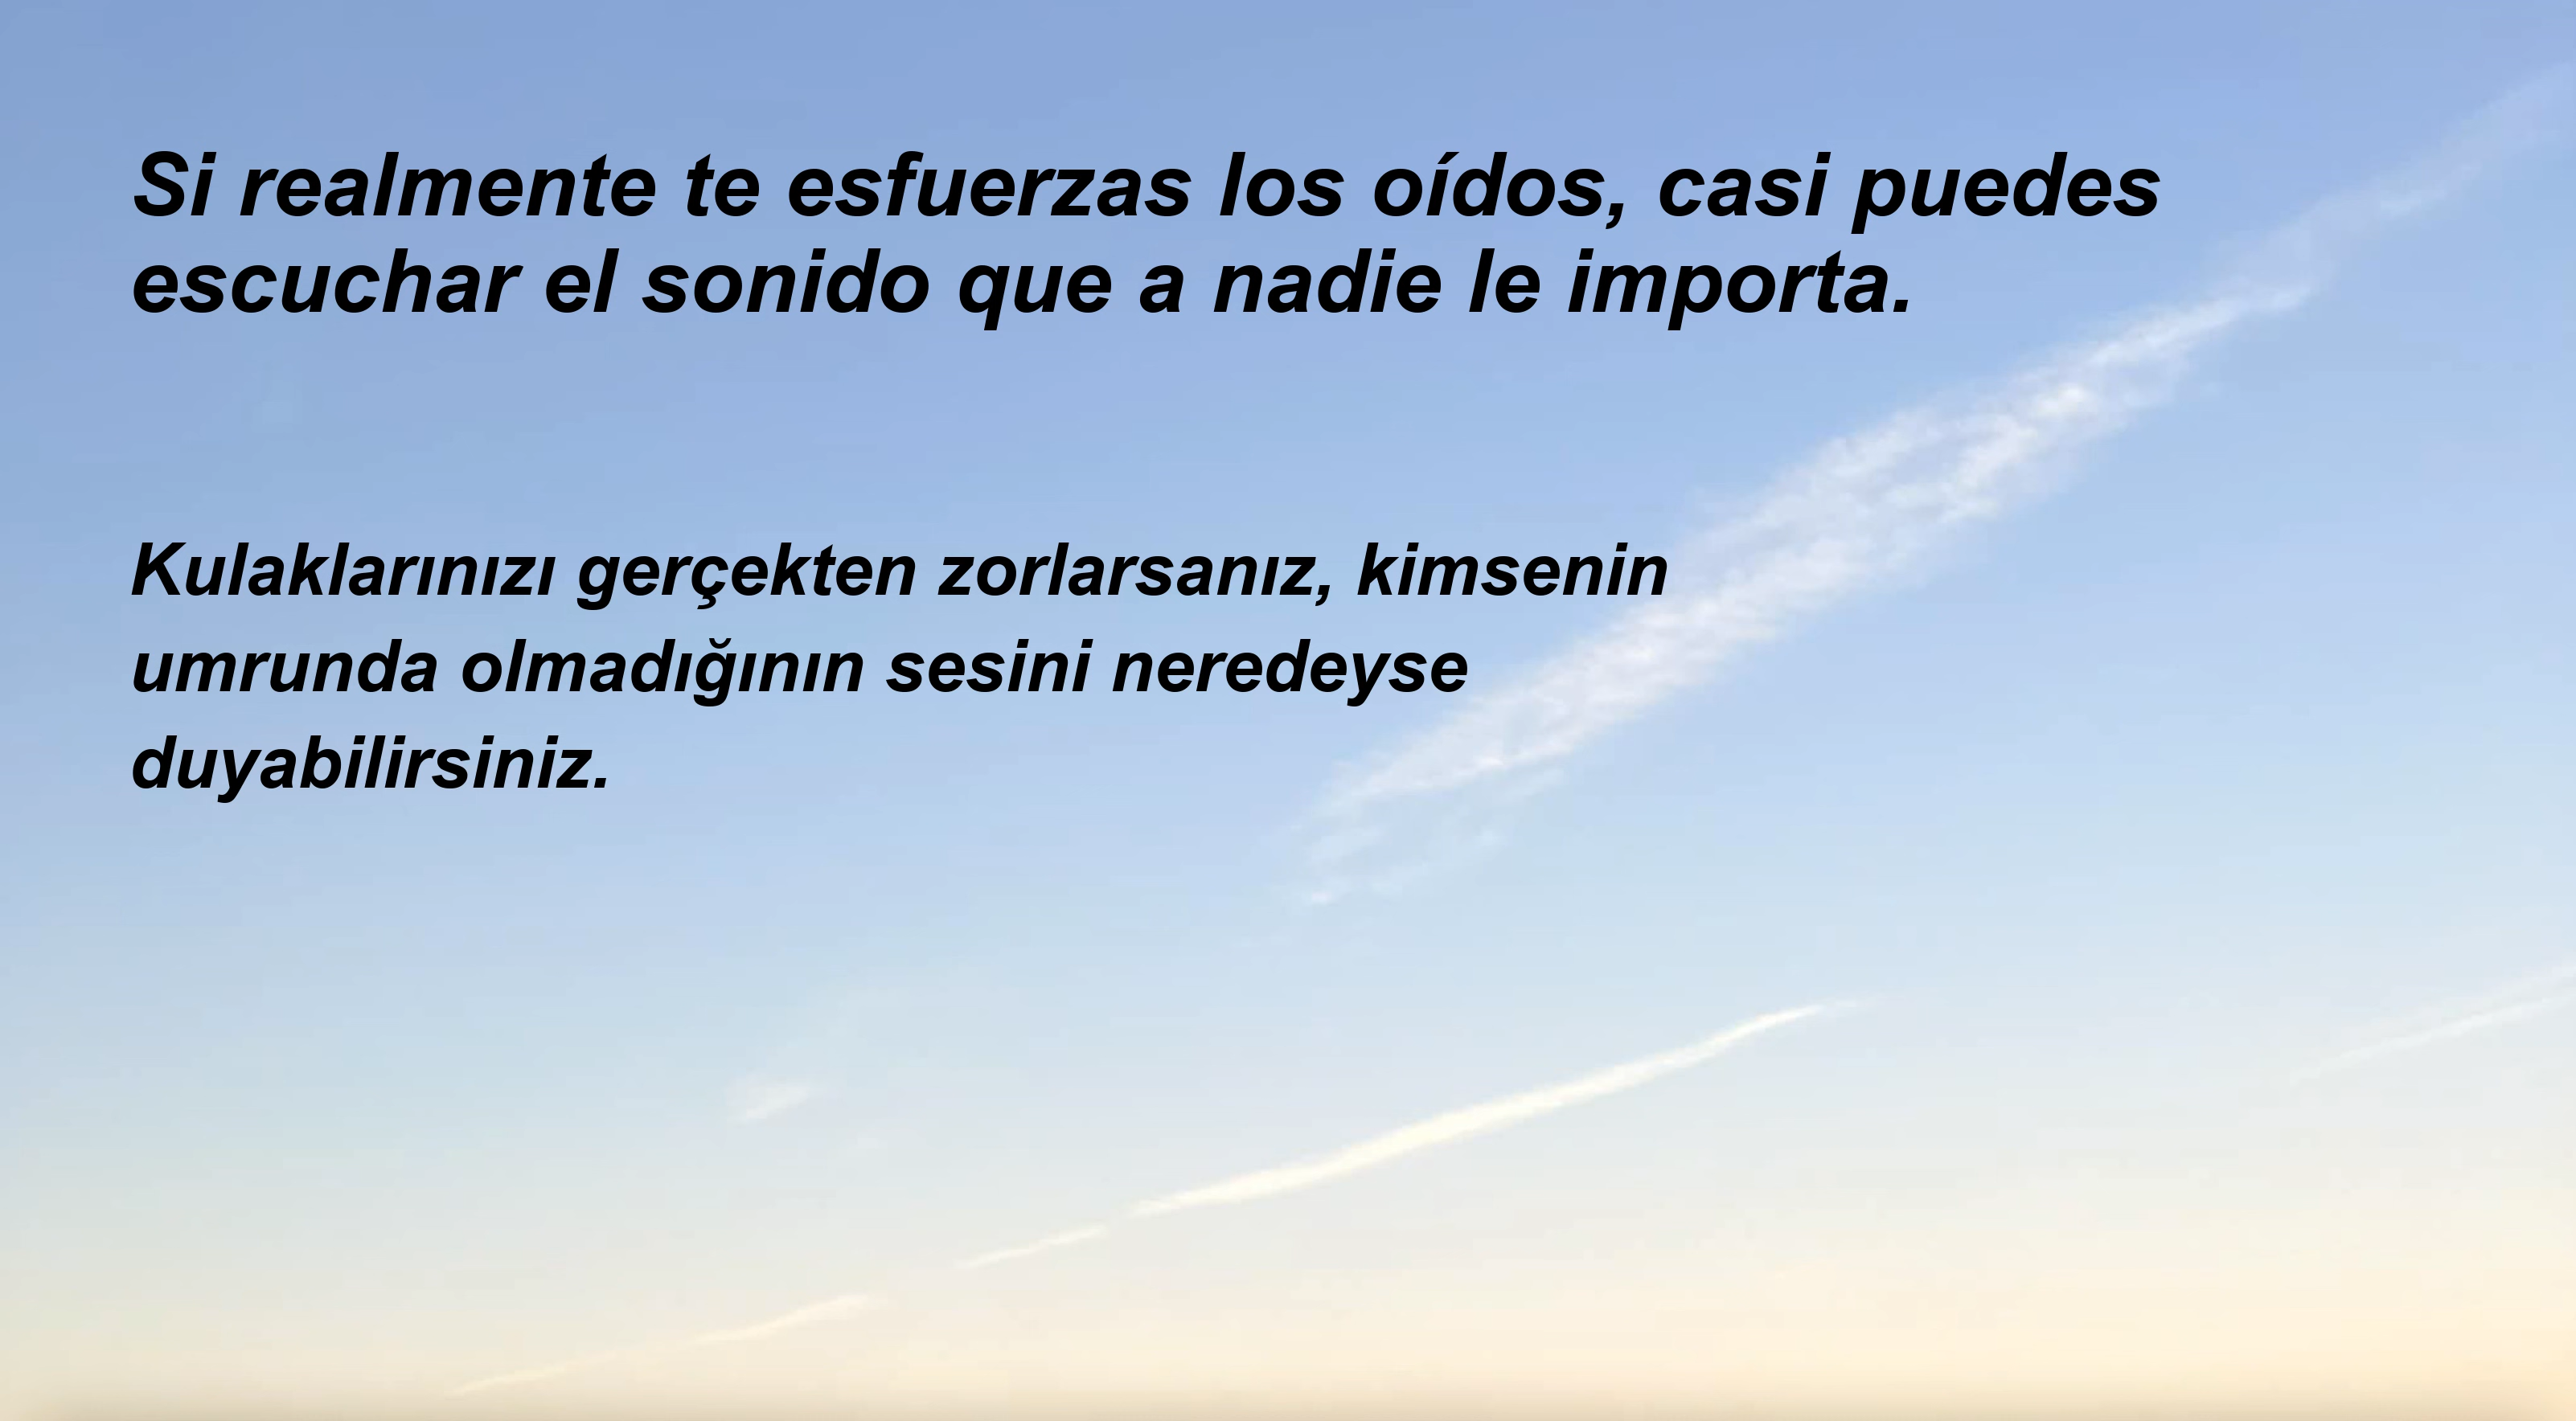 Si realmente te esfuerzas los oídos, casi puedes
escuchar el sonido que a nadie le importa.
Kulaklarınızı gerçekten zorlarsanız, kimsenin
umrunda olmadığının sesini neredeyse
duyabilirsiniz.